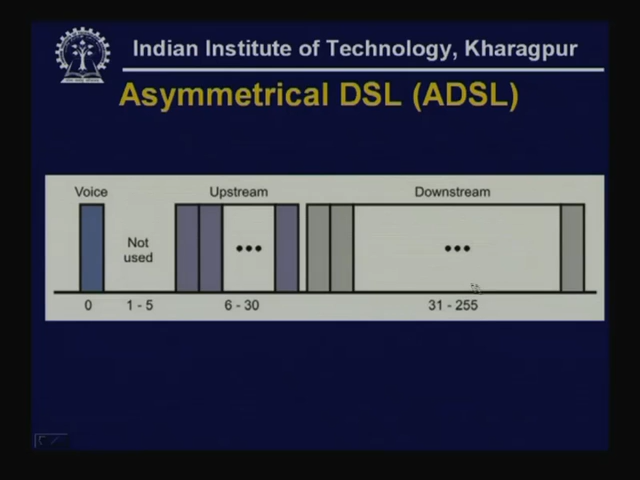 Indian Institute of Technology, Kharagpur
Asymmetrical DSL (ADSL)
Voice
Upstream
Downstream
Not
used
•••
•••
0
1 - 5
6 - 30
31 - 255